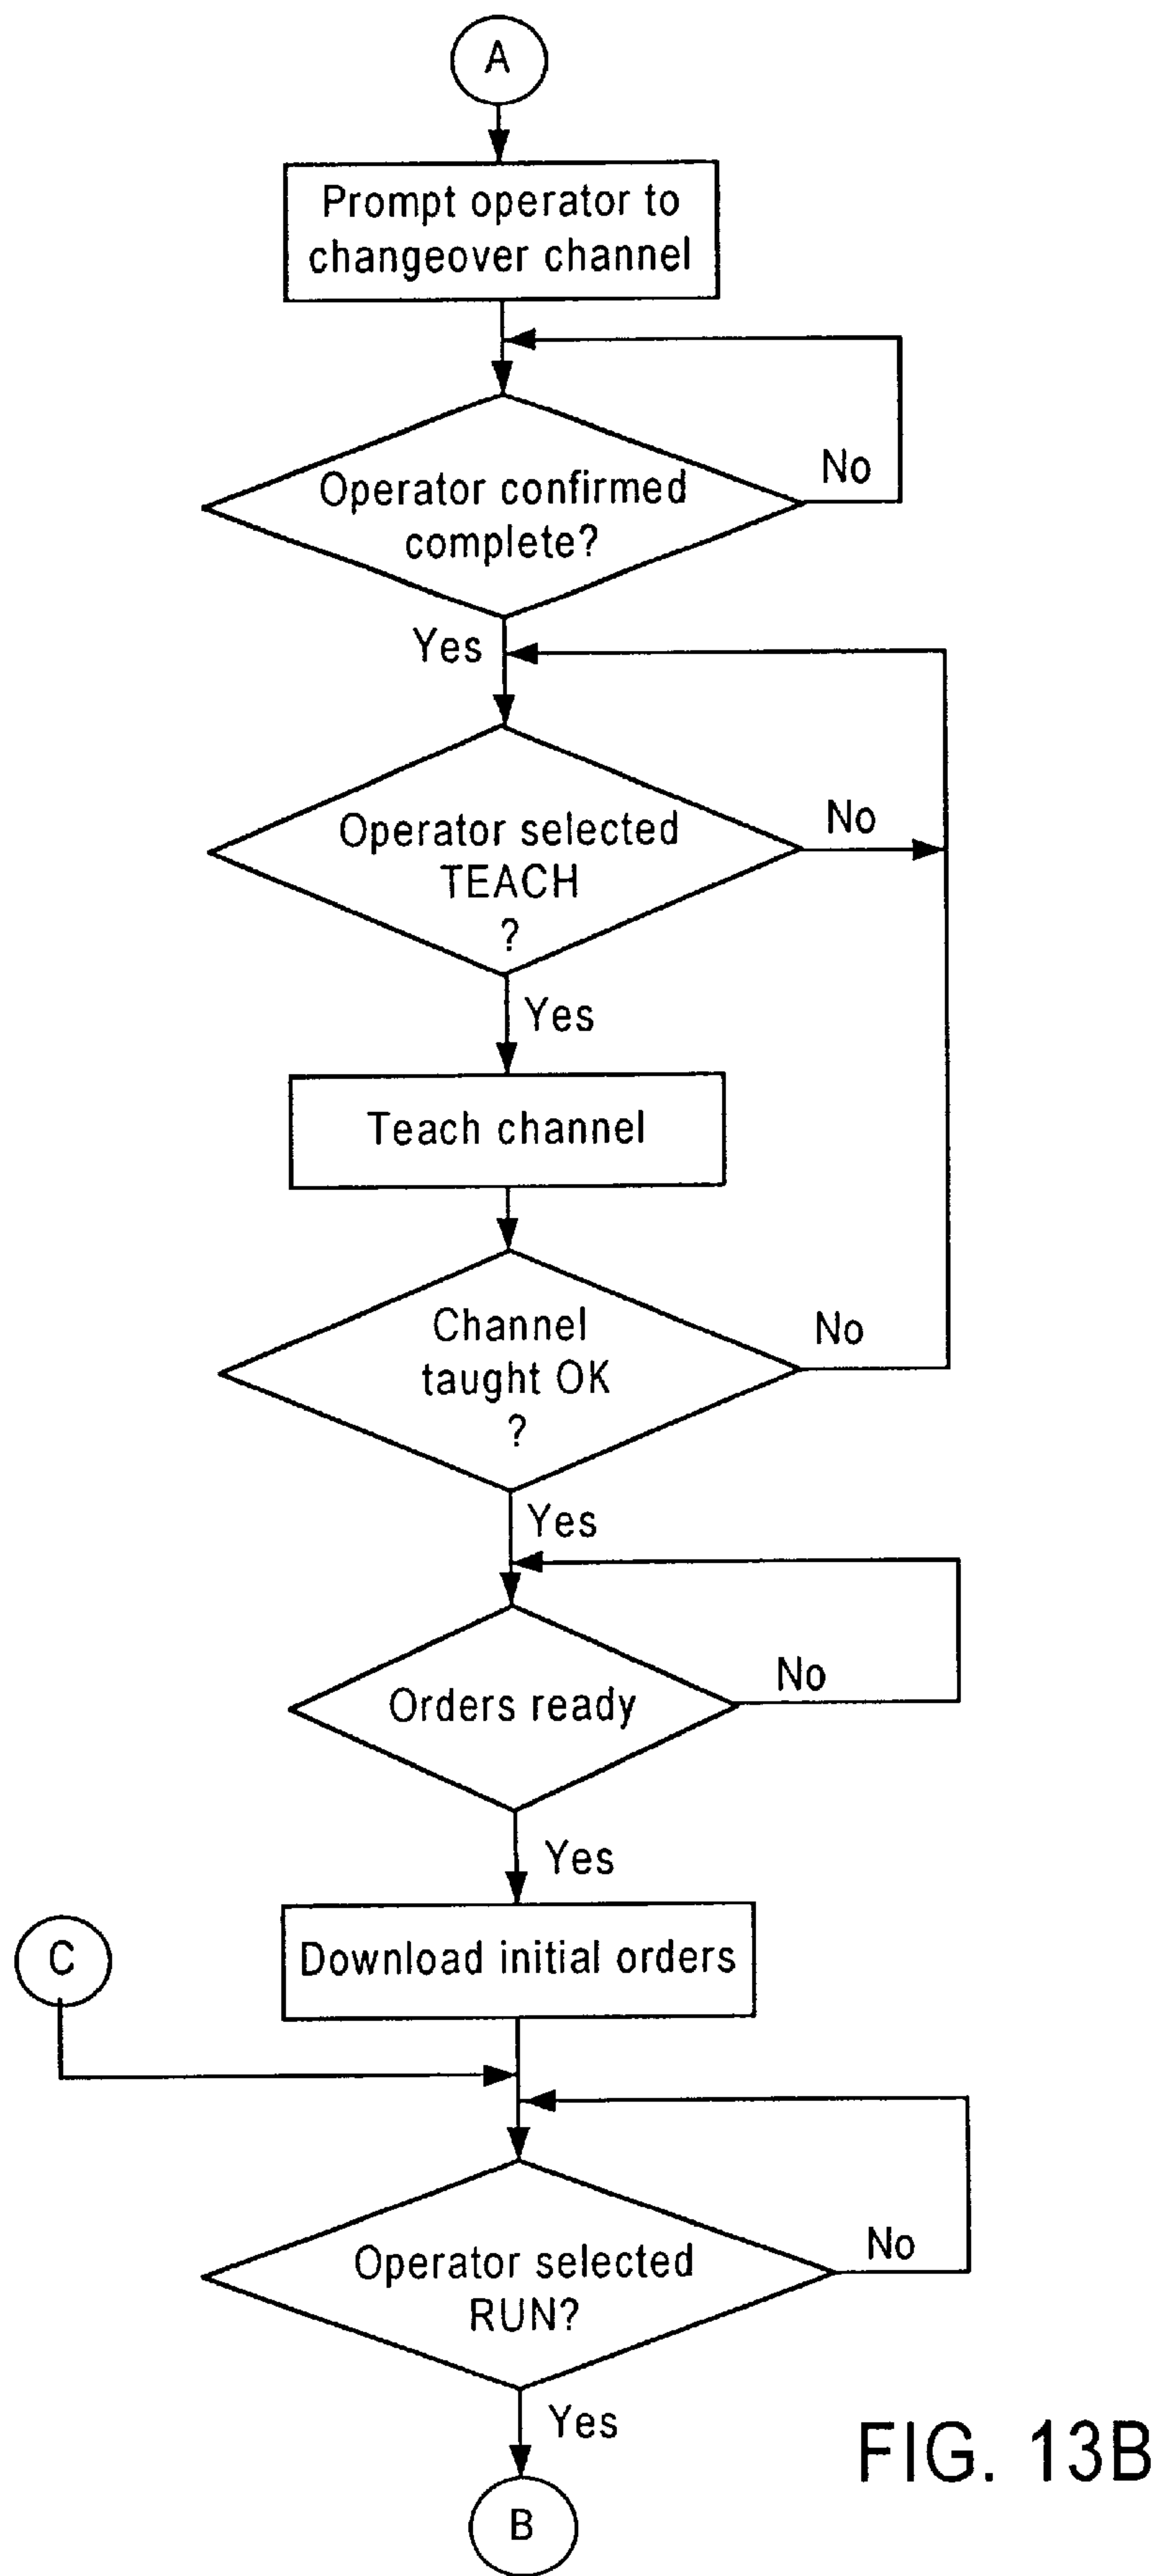 A
Prompt operator to
changeover channel
No
Operator confirmed
complete?
Yes
No
Operator selected
TEACH
?
Yes
Teach channel
Channel
No
taught OK
?
Yes
No
Orders ready
Yes
C
Download initial orders
No
Operator selected
RUN?
Yes
FIG. 13B
B